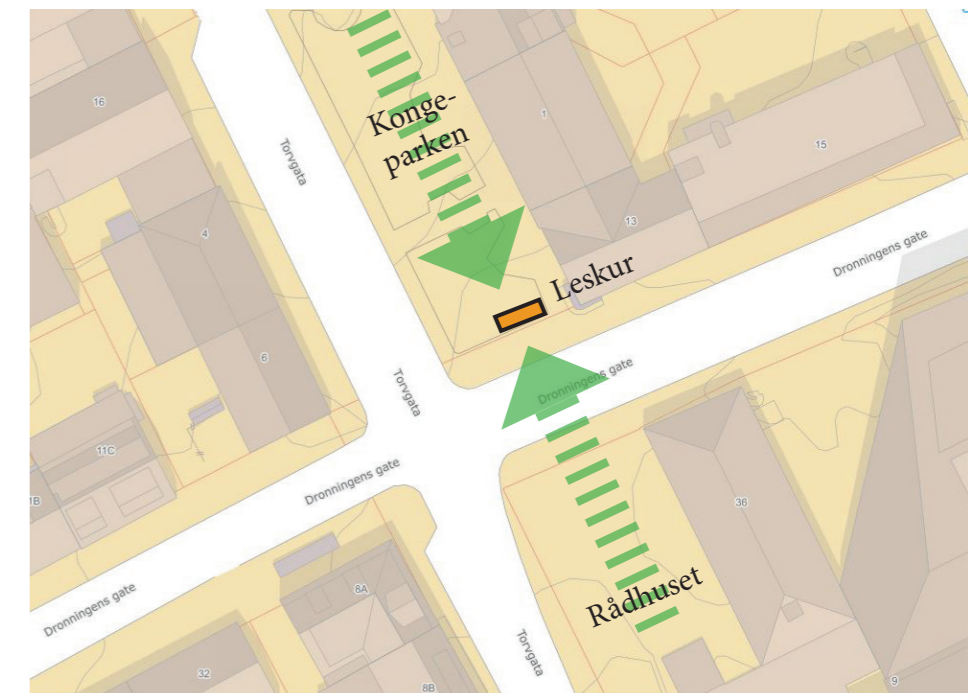 16
Torvgata
Konge-
parken
1
15
4
13
Dronningens gate
Leskur
6
Torvgata
Dronningens gate
11C
Dronningens gate
1B
36
8A
Dronningens gate
Rådhuset
Torvgata
32
8B
9